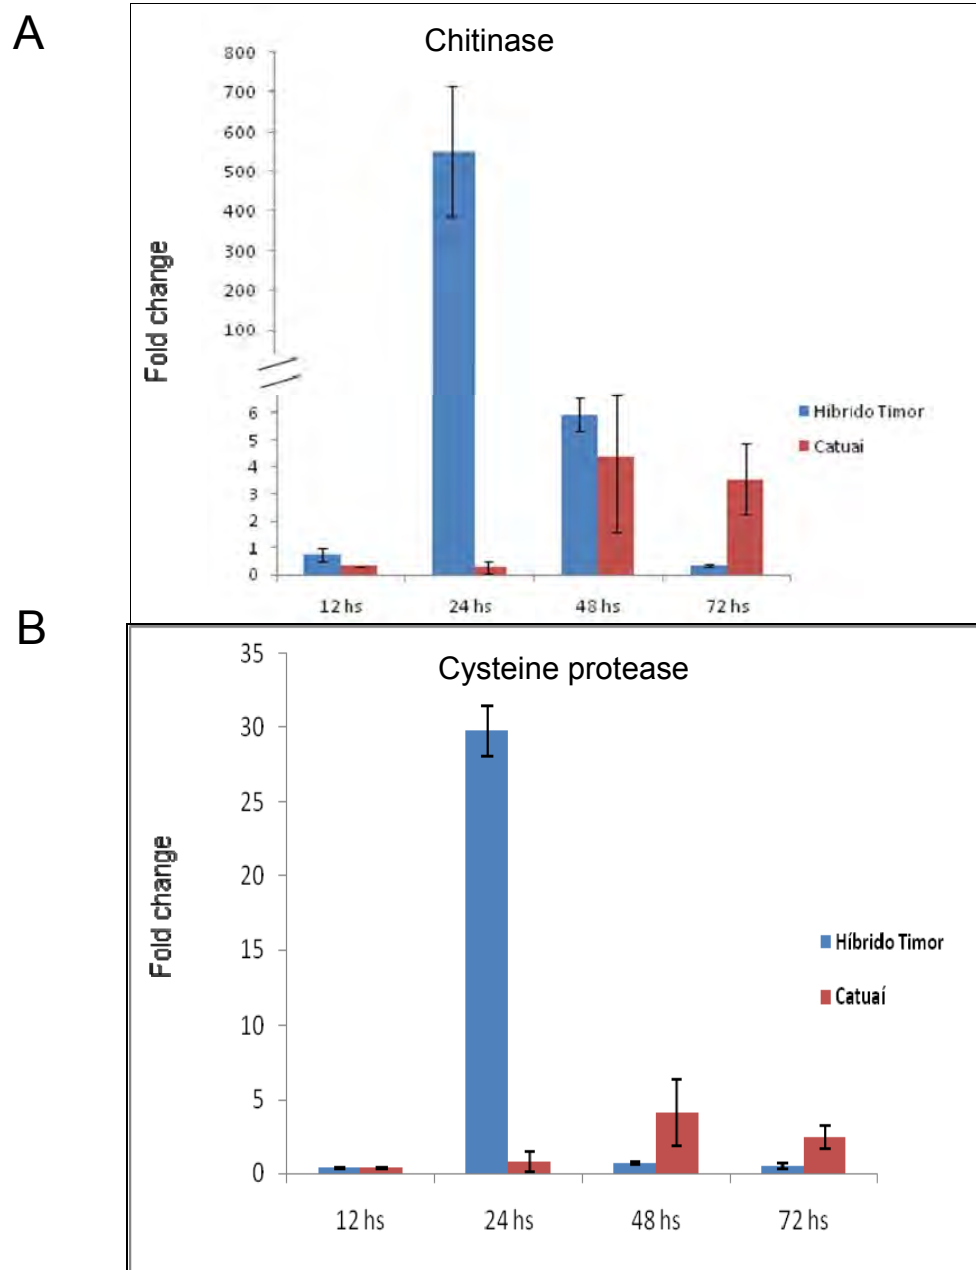 A
Chitinase
800
700
600
500
400
300
200
100
6
5
4
3
2
1
0
Fold change
12 hs 24 hs 48 hs 72 hs
Híbrido Timor
Catuaí
B
Cysteine protease
35
30
25
20
15
10
5
0
Fold change
12 hs 24 hs 48 hs 72 hs
Híbrido Timor
Catuaí